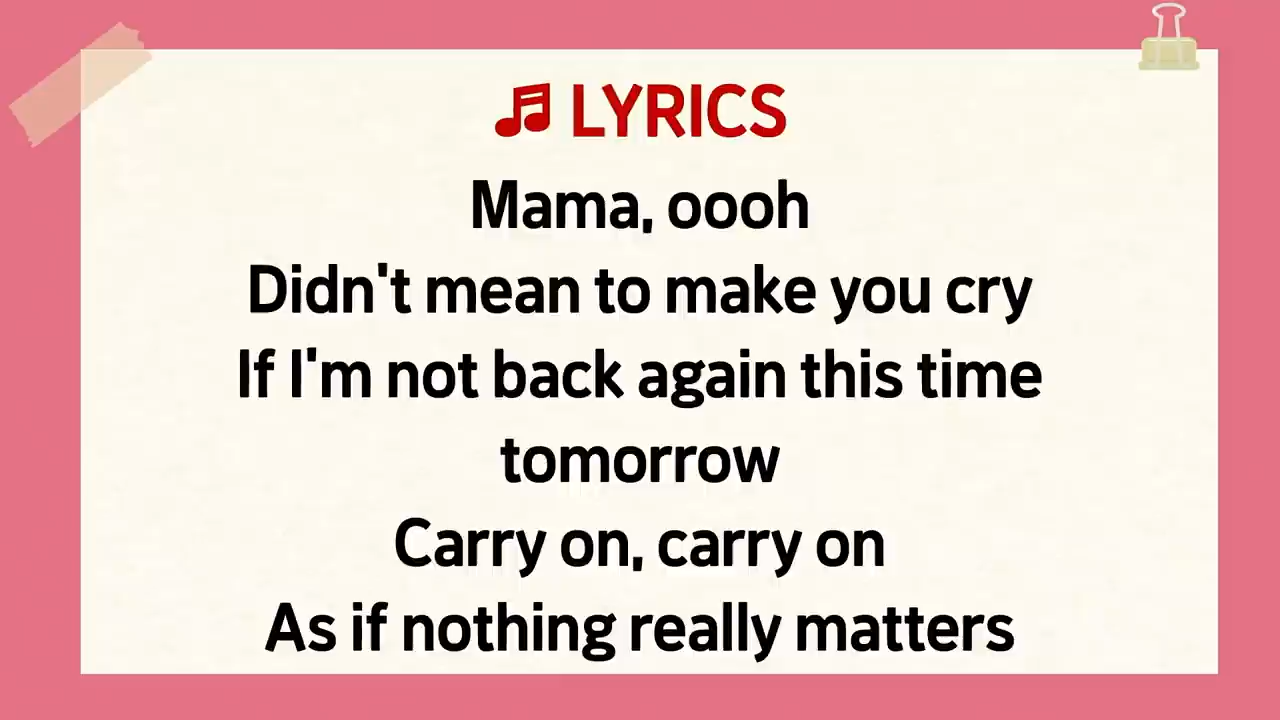 🎵 LYRICS
Mama, oooh
Didn't mean to make you cry
If I'm not back again this time
tomorrow
Carry on, carry on
As if nothing really matters